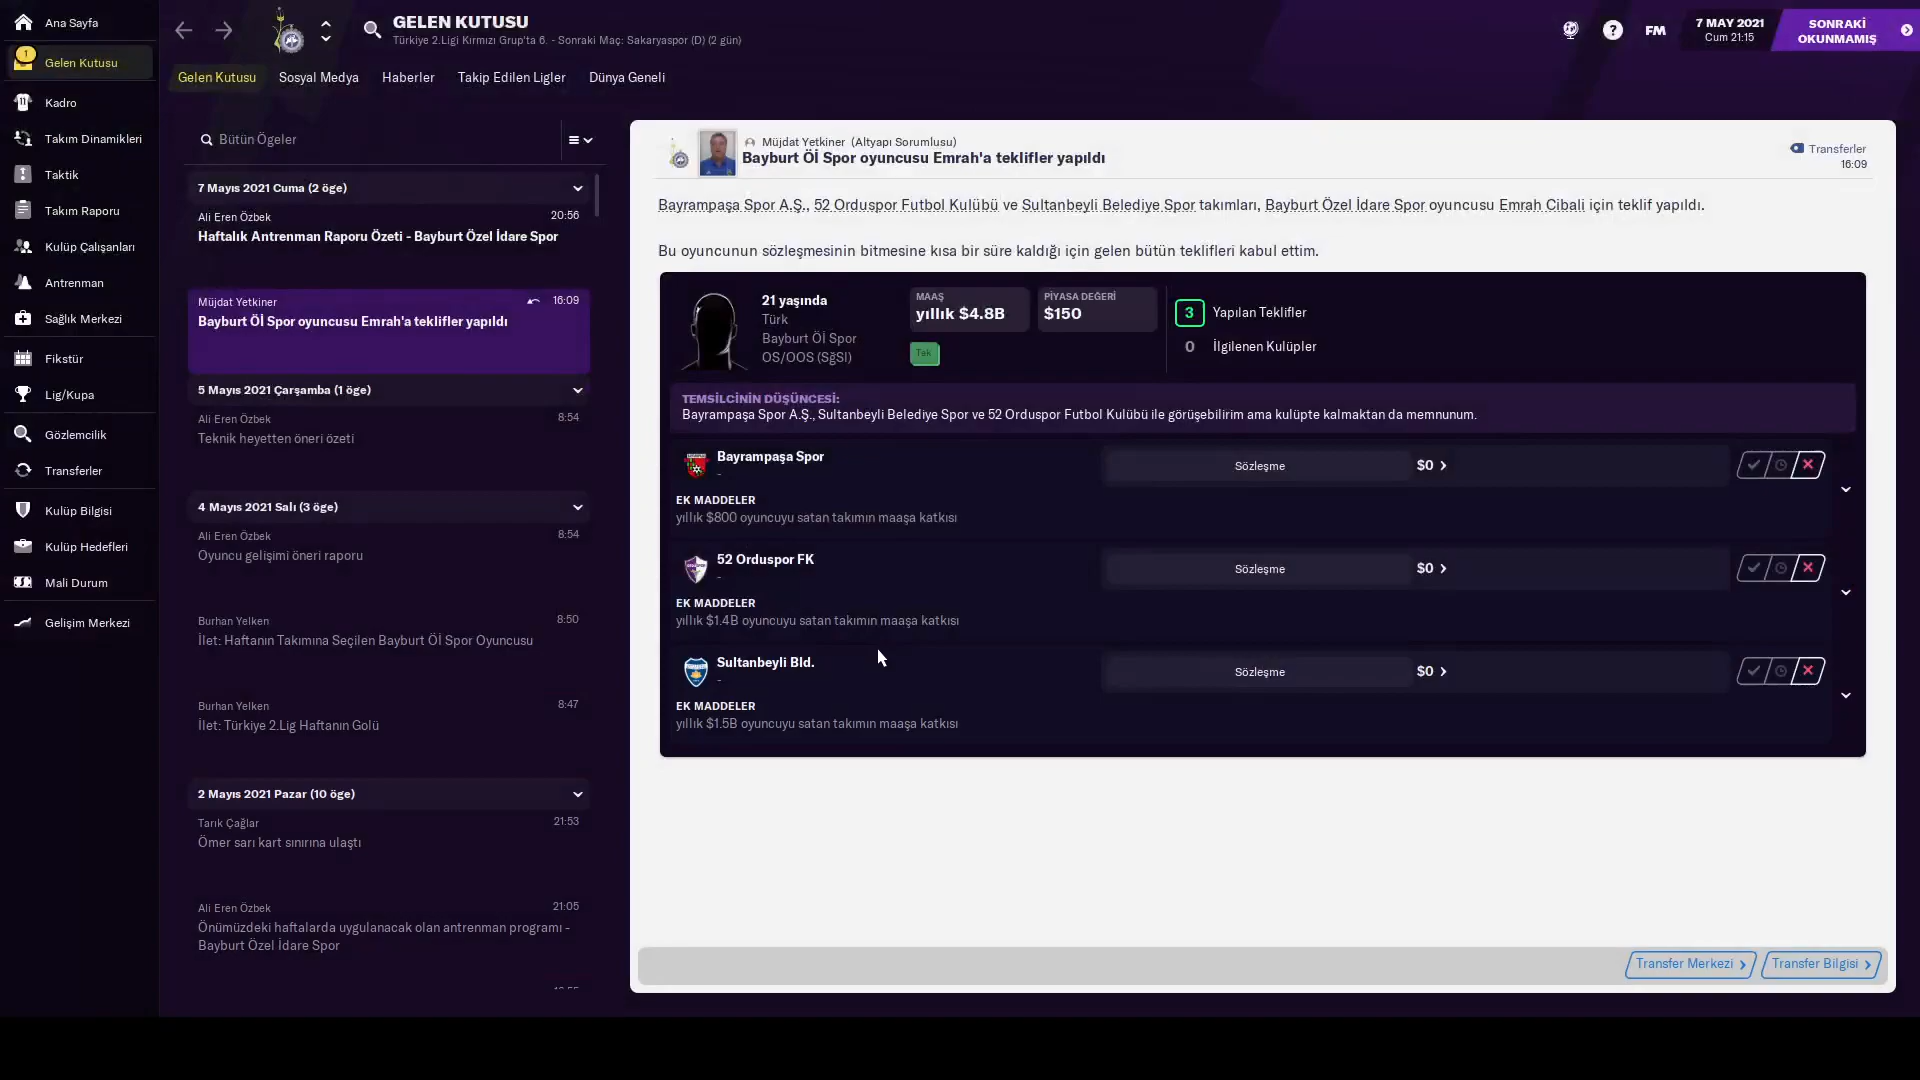 Ana Sayfa
1
Gelen Kutusu
Kadro
Takım Dinamikleri
Taktik
Takım Raporu
Kulüp Çalışanları
Antrenman
Sağlık Merkezi
Fikstür
Lig/Kupa
Gözlemcilik
Transferler
Kulüp Bilgisi
Kulüp Hedefleri
Mali Durum
Gelişim Merkezi
GELEN KUTUSU
Türkiye 2.Ligi Kırmızı Grup'ta 6. - Sonraki Maç: Sakaryaspor (D) (2 gün)
FM
7 MAY 2021
Cum 21:15
SONRAKİ
OKUNMAMIŞ
Gelen Kutusu Sosyal Medya Haberler Takip Edilen Ligler Dünya Geneli
Bütün Ögeler
7 Mayıs 2021 Cuma (2 öge)
Ali Eren Özbek 20:56
Haftalık Antrenman Raporu Özeti - Bayburt Özel İdare Spor
Müjdat Yetkiner 16:09
Bayburt Öİ Spor oyuncusu Emrah'a teklifler yapıldı
5 Mayıs 2021 Çarşamba (1 öge)
Ali Eren Özbek 8:54
Teknik heyetten öneri özeti
4 Mayıs 2021 Salı (3 öge)
Ali Eren Özbek 8:54
Oyuncu gelişimi öneri raporu
Burhan Yelken 8:50
İlet: Haftanın Takımına Seçilen Bayburt Öİ Spor Oyuncusu
Burhan Yelken 8:47
İlet: Türkiye 2.Lig Haftanın Golü
2 Mayıs 2021 Pazar (10 öge)
Tarık Çağlar 21:53
Ömer sarı kart sınırına ulaştı
Ali Eren Özbek 21:05
Önümüzdeki haftalarda uygulanacak olan antrenman programı -
Bayburt Özel İdare Spor
Müjdat Yetkiner (Altyapı Sorumlusu)
Bayburt Öİ Spor oyuncusu Emrah'a teklifler yapıldı
Transferler
16:09
Bayrampaşa Spor A.Ş., 52 Orduspor Futbol Kulübü ve Sultanbeyli Belediye Spor takımları, Bayburt Özel İdare Spor oyuncusu Emrah Cibali için teklif yapıldı.
Bu oyuncunun sözleşmesinin bitmesine kısa bir süre kaldığı için gelen bütün teklifleri kabul ettim.
21 yaşında
Türk
Bayburt Öİ Spor
OS/OOS (SğSl)
MAAŞ
yıllık $4.8B
PİYASA DEĞERİ
$150
Tek
3 Yapılan Teklifler
0 İlgilenen Kulüpler
TEMSİLCİNİN DÜŞÜNCESİ:
Bayrampaşa Spor A.Ş., Sultanbeyli Belediye Spor ve 52 Orduspor Futbol Kulübü ile görüşebilirim ama kulüpte kalmaktan da memnunum.
Bayrampaşa Spor
-
Sözleşme $0
EK MADDELER
yıllık $800 oyuncuyu satan takımın maaşa katkısı
52 Orduspor FK
-
Sözleşme $0
EK MADDELER
yıllık $1.4B oyuncuyu satan takımın maaşa katkısı
Sultanbeyli Bld.
-
Sözleşme $0
EK MADDELER
yıllık $1.5B oyuncuyu satan takımın maaşa katkısı
Transfer Merkezi
Transfer Bilgisi